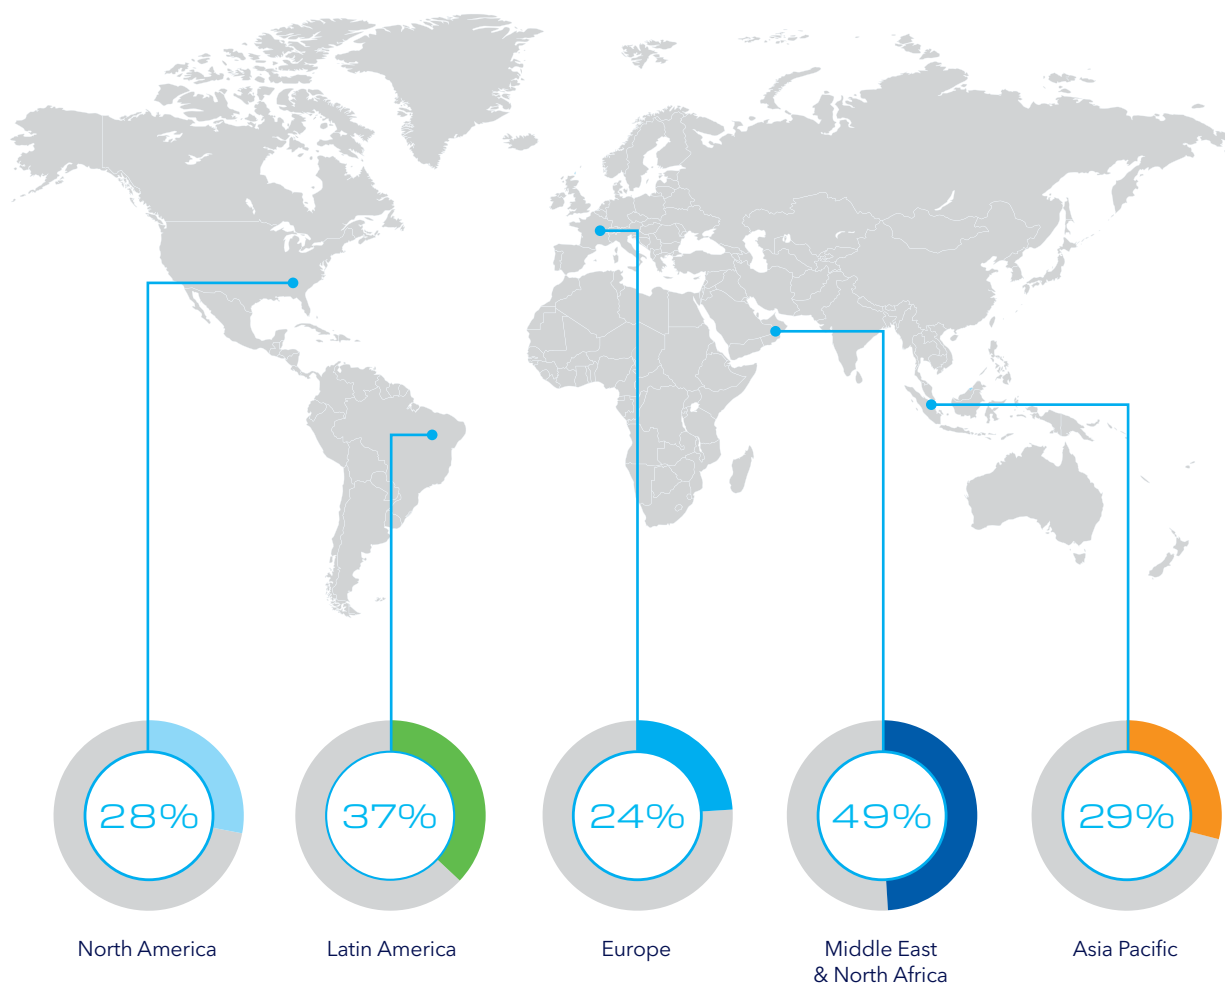 28%
37%
24%
49%
29%
North America
Latin America
Europe
Middle East
& North Africa
Asia Pacific